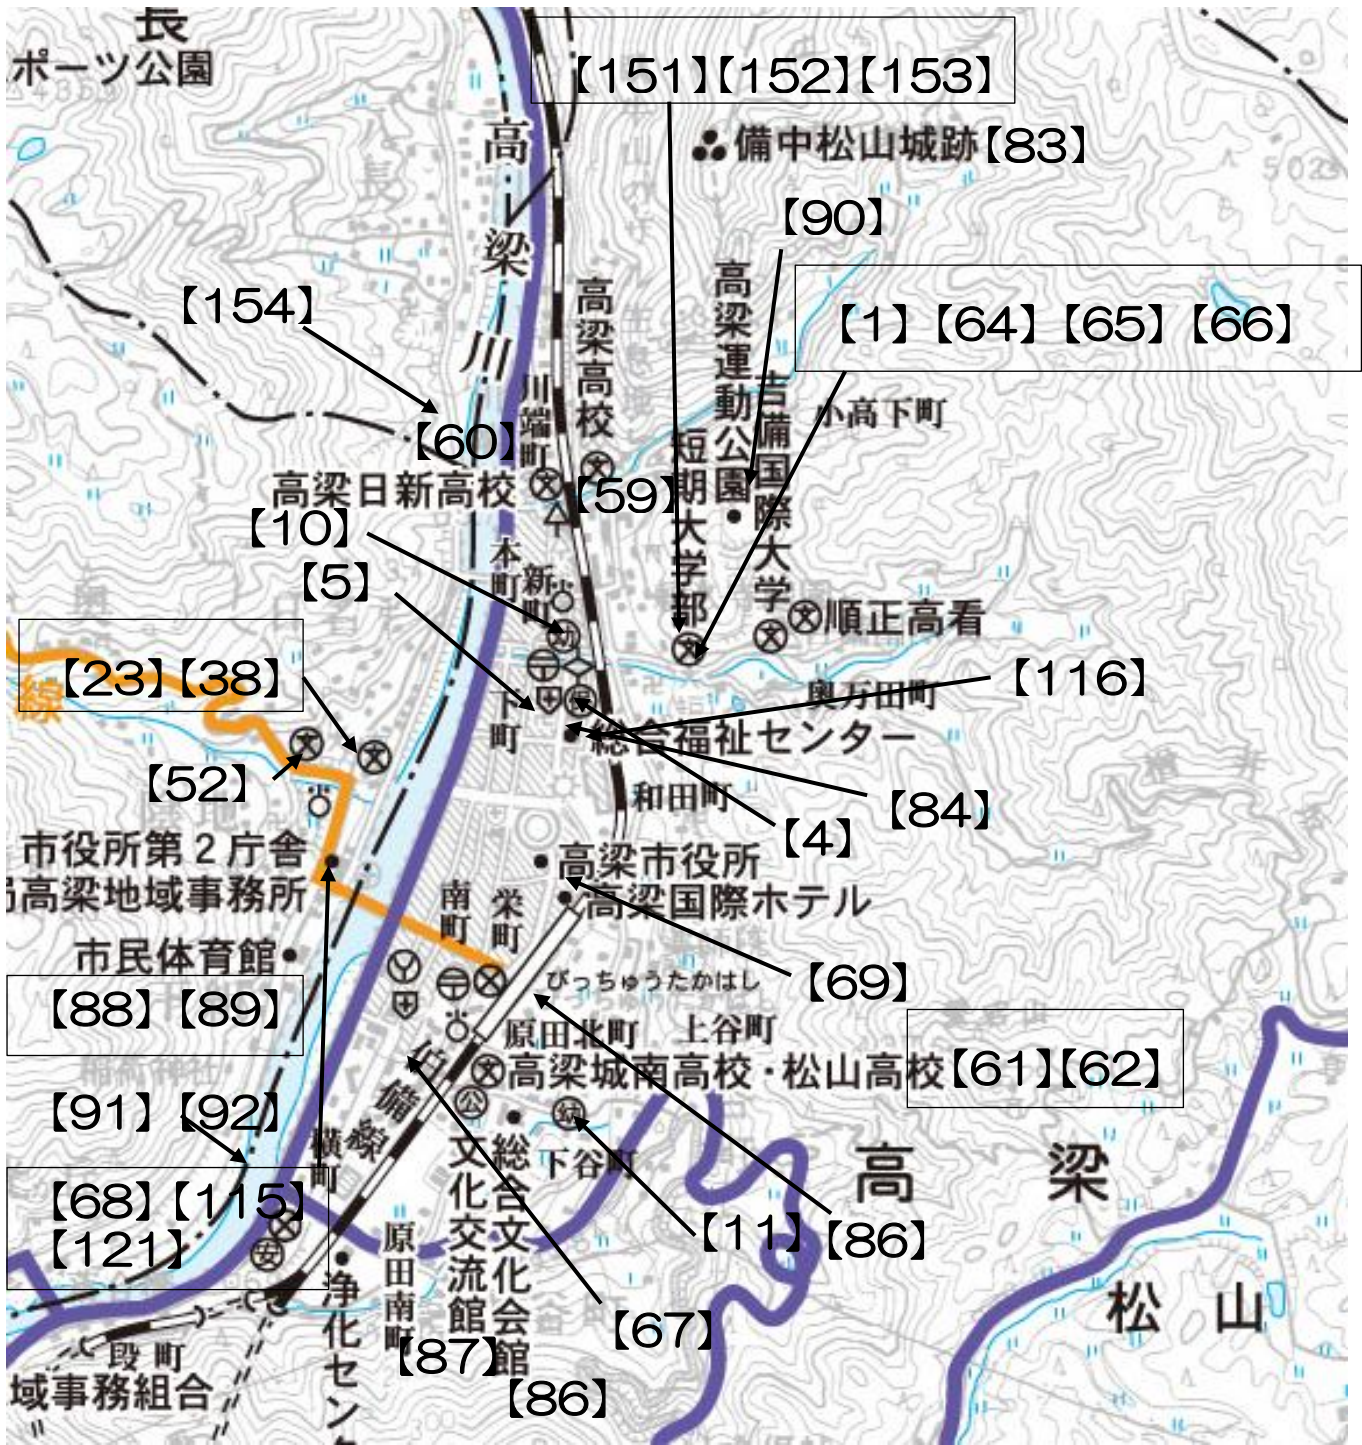 長
ポーツ公園
【151】【152】【153】
備中松山城跡【83】
高梁川
【90】
【154】
高梁高校
高梁運動公園
【1】【64】【65】【66】
川端町
吉備国際大学
短期大学部
小高下町
【60】
高梁日新高校
【59】
【10】
本町
新町
【5】
順正高看
【23】【38】
線
【116】
奥万田町
下町
総合福祉センター
【52】
和田町
【84】
【4】
市役所第2庁舎
高梁市役所
局高梁地域事務所
高梁国際ホテル
南町
栄町
市民体育館
【69】
びっちゅうたかはし
【88】【89】
原田北町
上谷町
伯備線
高梁城南高校・松山高校【61】【62】
稲荷神社
【91】【92】
横町
下谷町
高梁
【68】【115】
【121】
総合文化会館
文化交流館
【11】
【86】
原田南町
浄化セン
松山
【67】
段町
【87】
【86】
域事務組合